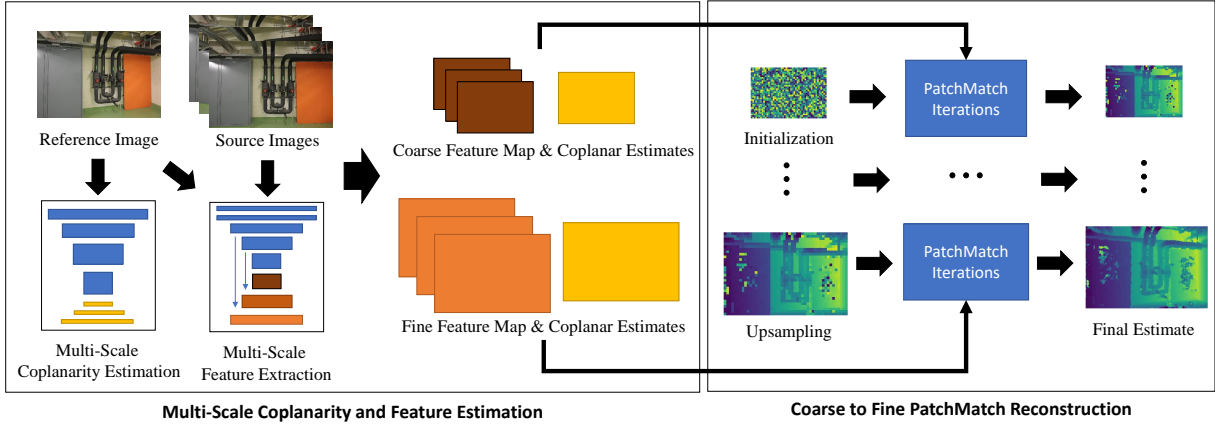 Reference Image
Source Images
Coarse Feature Map & Coplanar Estimates
Fine Feature Map & Coplanar Estimates
Multi-Scale
Coplanarity Estimation
Multi-Scale
Feature Extraction
Multi-Scale Coplanarity and Feature Estimation
Initialization
PatchMatch
Iterations
Upsampling
PatchMatch
Iterations
Final Estimate
Coarse to Fine PatchMatch Reconstruction